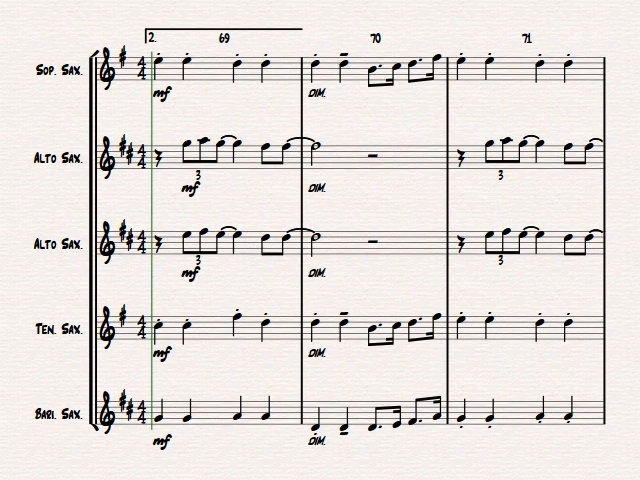 2. 69 70 71
Sop. Sax.
mf DIM.
Alto Sax.
3 3
mf DIM.
Alto Sax.
3 3
mf DIM.
Ten. Sax.
mf DIM.
Bari. Sax.
mf DIM.